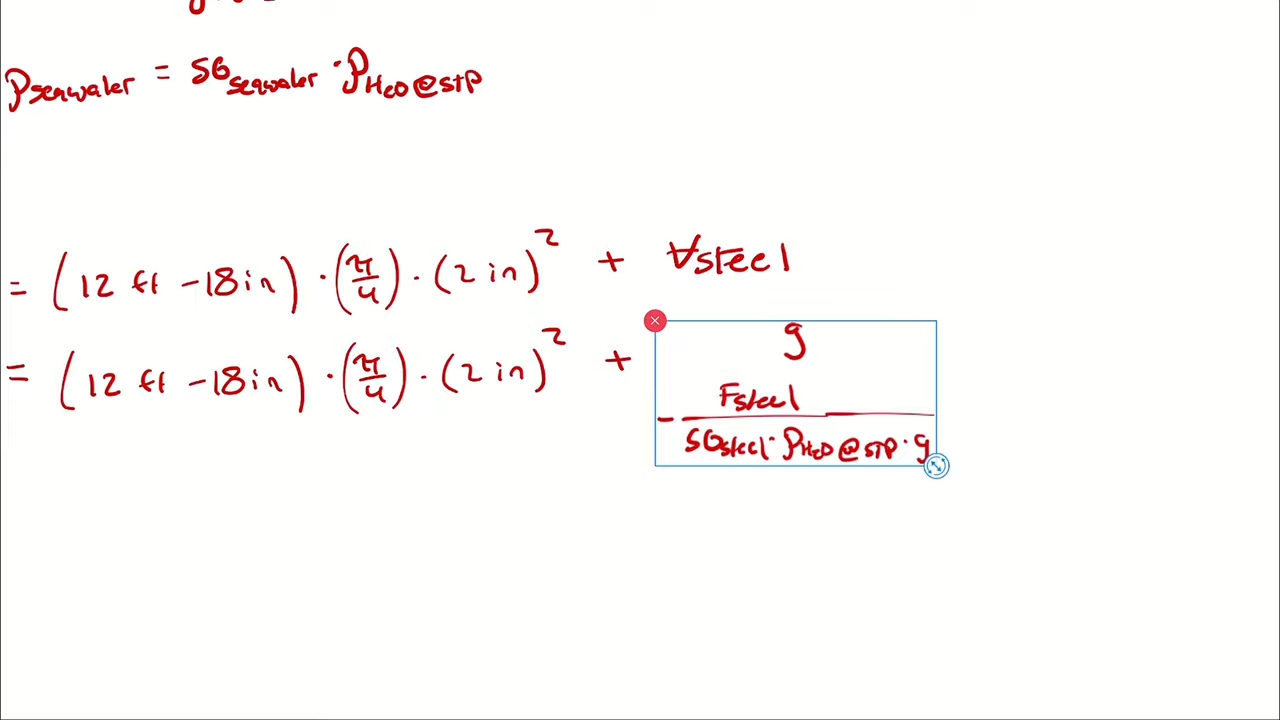 ρseawater = SGseawater · ρH2O@STP
= (12 ft - 18 in) · (π/4) · (2 in)² + ∀steel
= (12 ft - 18 in) · (π/4) · (2 in)² +
g
- Fsteel / SGsteel · ρH2O@STP · g